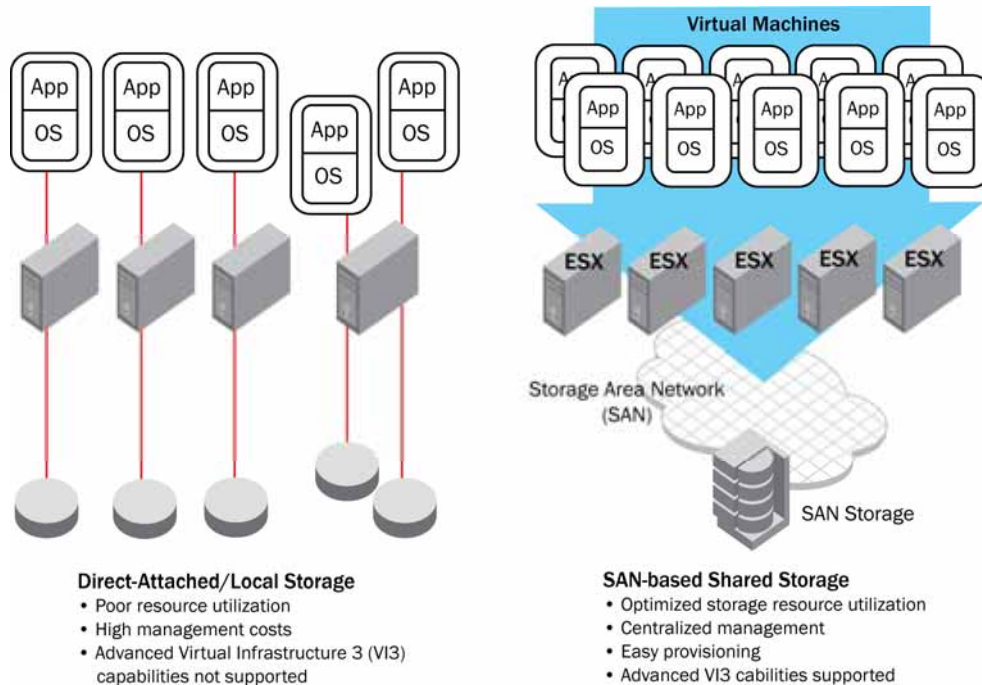 App
OS
App
OS
App
OS
App
OS
App
OS
Direct-Attached/Local Storage
• Poor resource utilization
• High management costs
• Advanced Virtual Infrastructure 3 (VI3)
capabilities not supported
Virtual Machines
App
OS
App
OS
App
OS
App
OS
App
OS
ESX
ESX
ESX
ESX
ESX
Storage Area Network
(SAN)
SAN Storage
SAN-based Shared Storage
• Optimized storage resource utilization
• Centralized management
• Easy provisioning
• Advanced VI3 cabilities supported